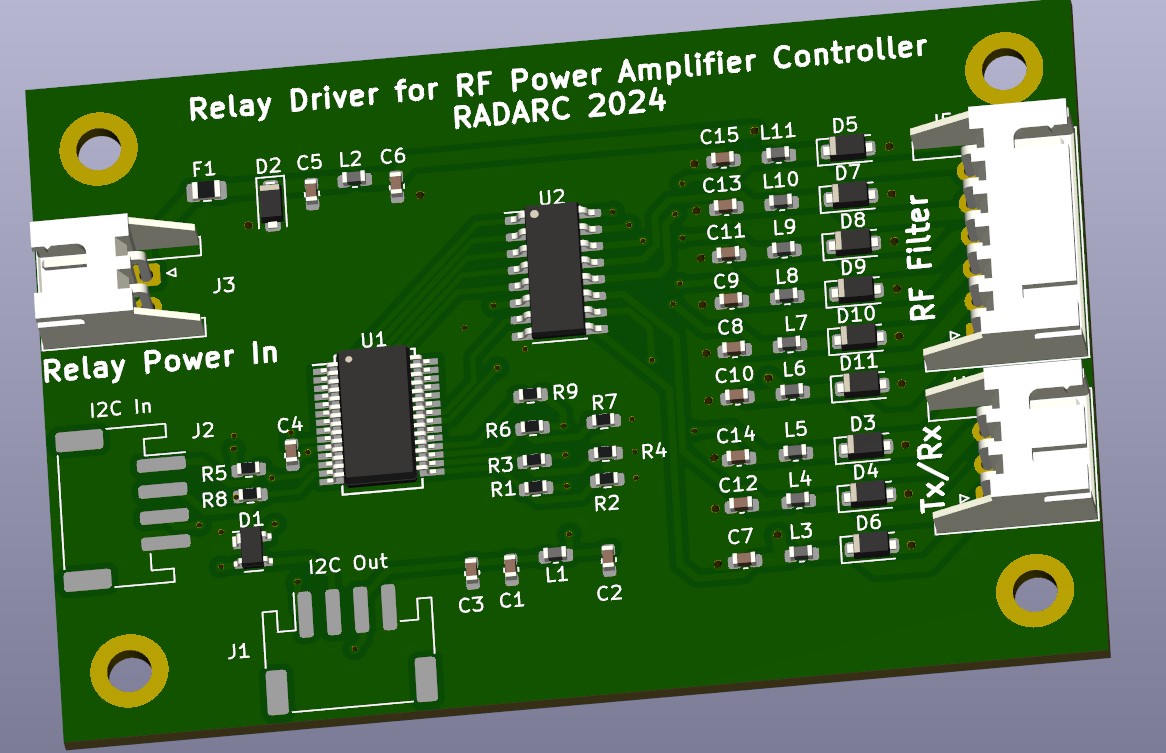 Relay Driver for RF Power Amplifier Controller
RADARC 2024
F1
D2
C5
L2
C6
U2
C15
L11
D5
C13
L10
D7
C11
L9
D8
C9
L8
D9
C8
L7
D10
C10
L6
D11
C14
L5
D3
C12
L4
D4
C7
L3
D6
RF Filter
Tx/Rx
J3
Relay Power In
U1
I2C In
J2
C4
R5
R8
D1
R9
R7
R6
R3
R4
R1
R2
I2C Out
J1
C3
C1
L1
C2